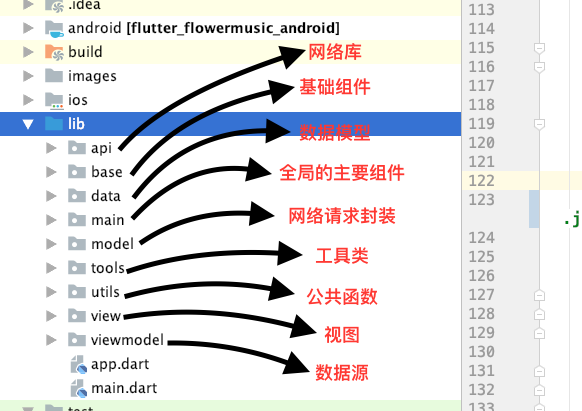 .idea
android [flutter_flowermusic_android]
build
images
ios
lib
api
base
data
main
model
tools
utils
view
viewmodel
app.dart
main.dart
test
网络库
基础组件
数据模型
全局的主要组件
网络请求封装
工具类
公共函数
视图
数据源
113
114
115
116
117
118
119
120
121
122
123
.j
124
125
126
127
128
129
130
131
132
133